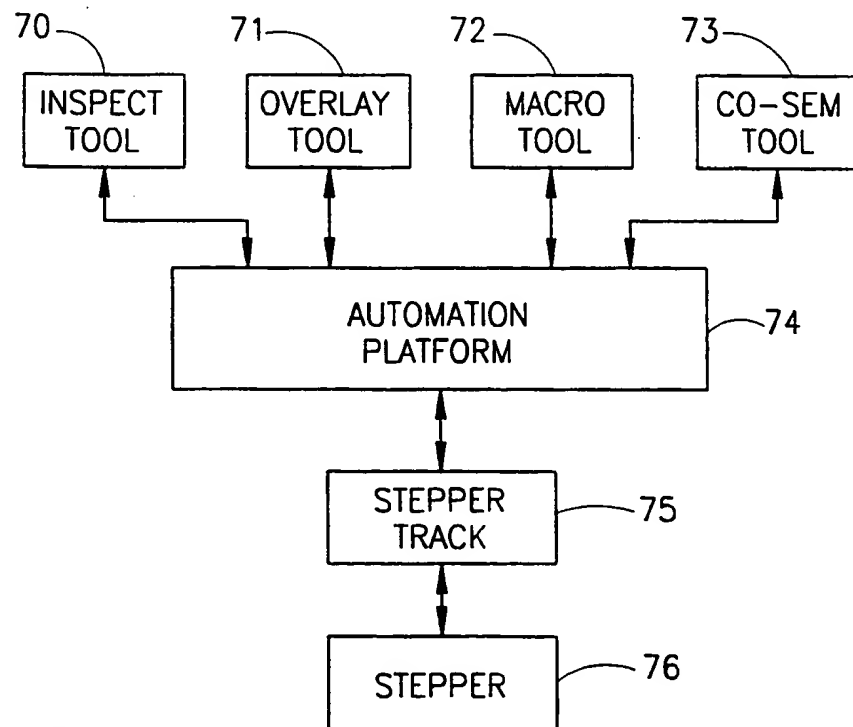 70
71
72
73
INSPECT
TOOL
OVERLAY
TOOL
MACRO
TOOL
CO-SEM
TOOL
AUTOMATION
PLATFORM
74
STEPPER
TRACK
75
STEPPER
76